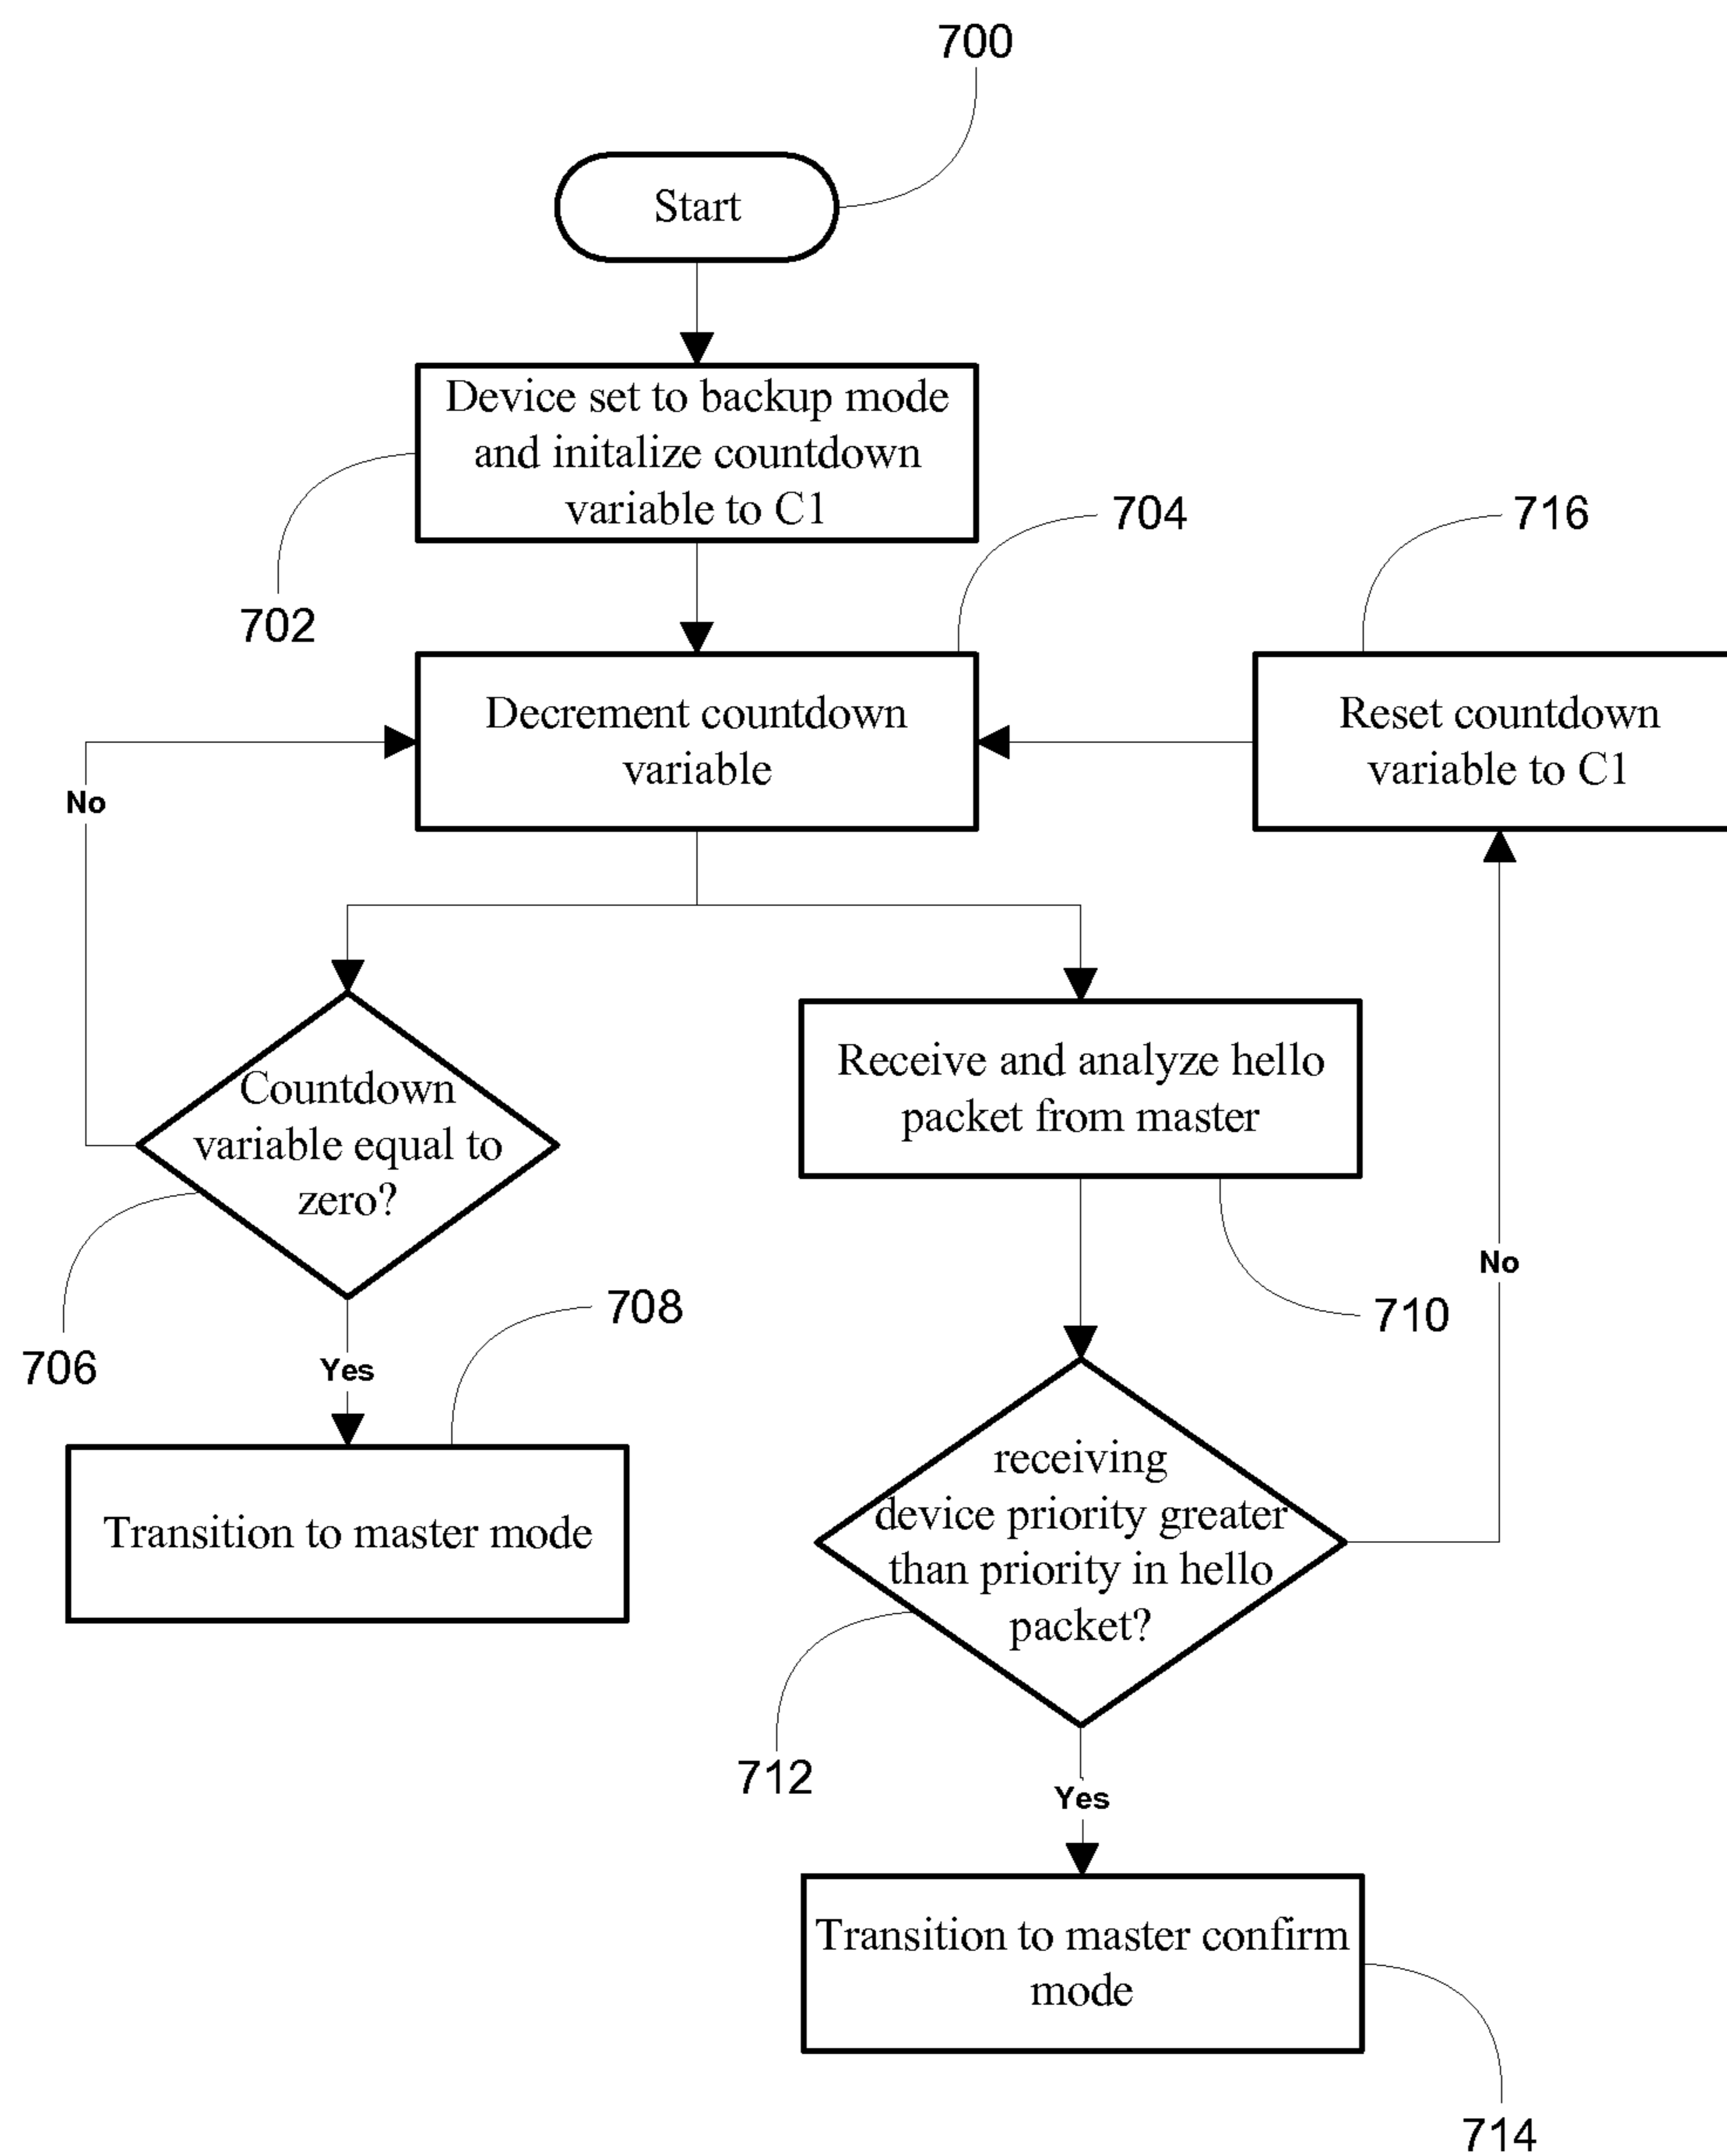 700
Start
Device set to backup mode
and initalize countdown
variable to C1
702
704
716
Decrement countdown
variable
Reset countdown
variable to C1
No
Countdown
variable equal to
zero?
706
Receive and analyze hello
packet from master
710
No
Yes
708
Transition to master mode
receiving
device priority greater
than priority in hello
packet?
712
Yes
Transition to master confirm
mode
714